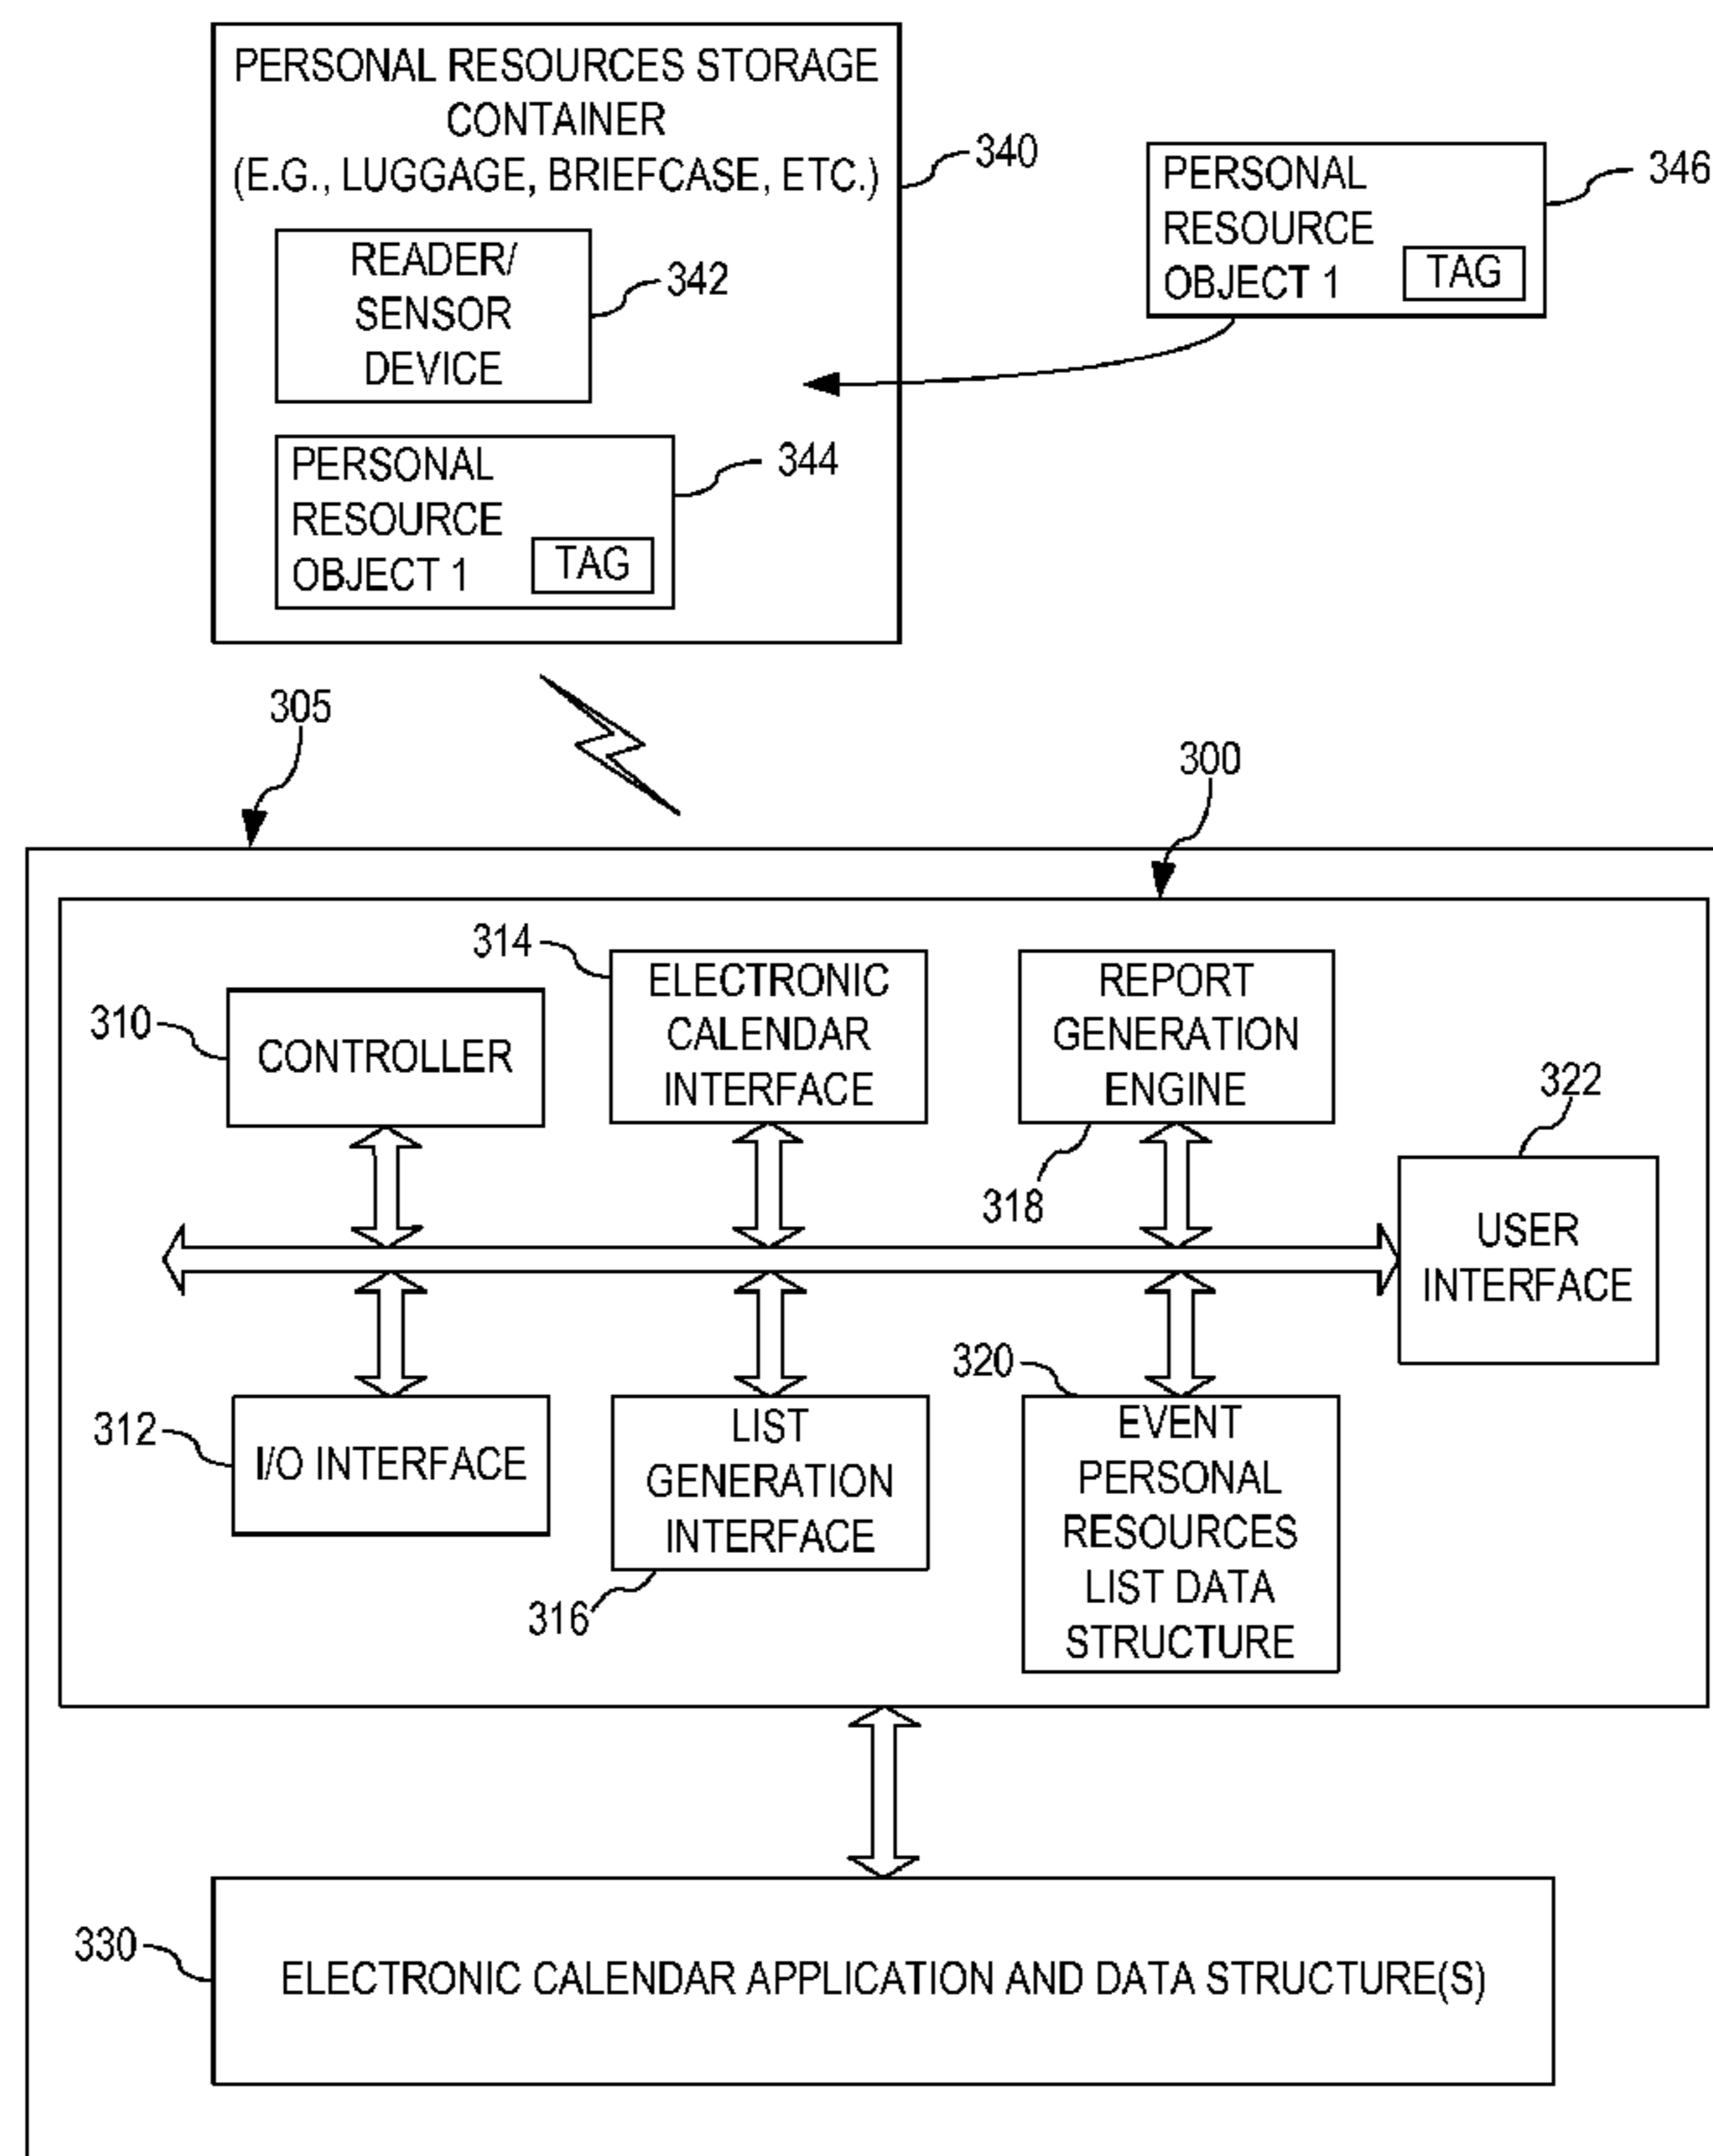 PERSONAL RESOURCES STORAGE
CONTAINER
(E.G., LUGGAGE, BRIEFCASE, ETC.)
340
READER/
SENSOR
DEVICE
342
PERSONAL
RESOURCE
OBJECT 1
TAG
344
PERSONAL
RESOURCE
OBJECT 1
TAG
346
305
300
310
CONTROLLER
314
ELECTRONIC
CALENDAR
INTERFACE
REPORT
GENERATION
ENGINE
318
322
USER
INTERFACE
312
I/O INTERFACE
LIST
GENERATION
INTERFACE
316
320
EVENT
PERSONAL
RESOURCES
LIST DATA
STRUCTURE
330
ELECTRONIC CALENDAR APPLICATION AND DATA STRUCTURE(S)